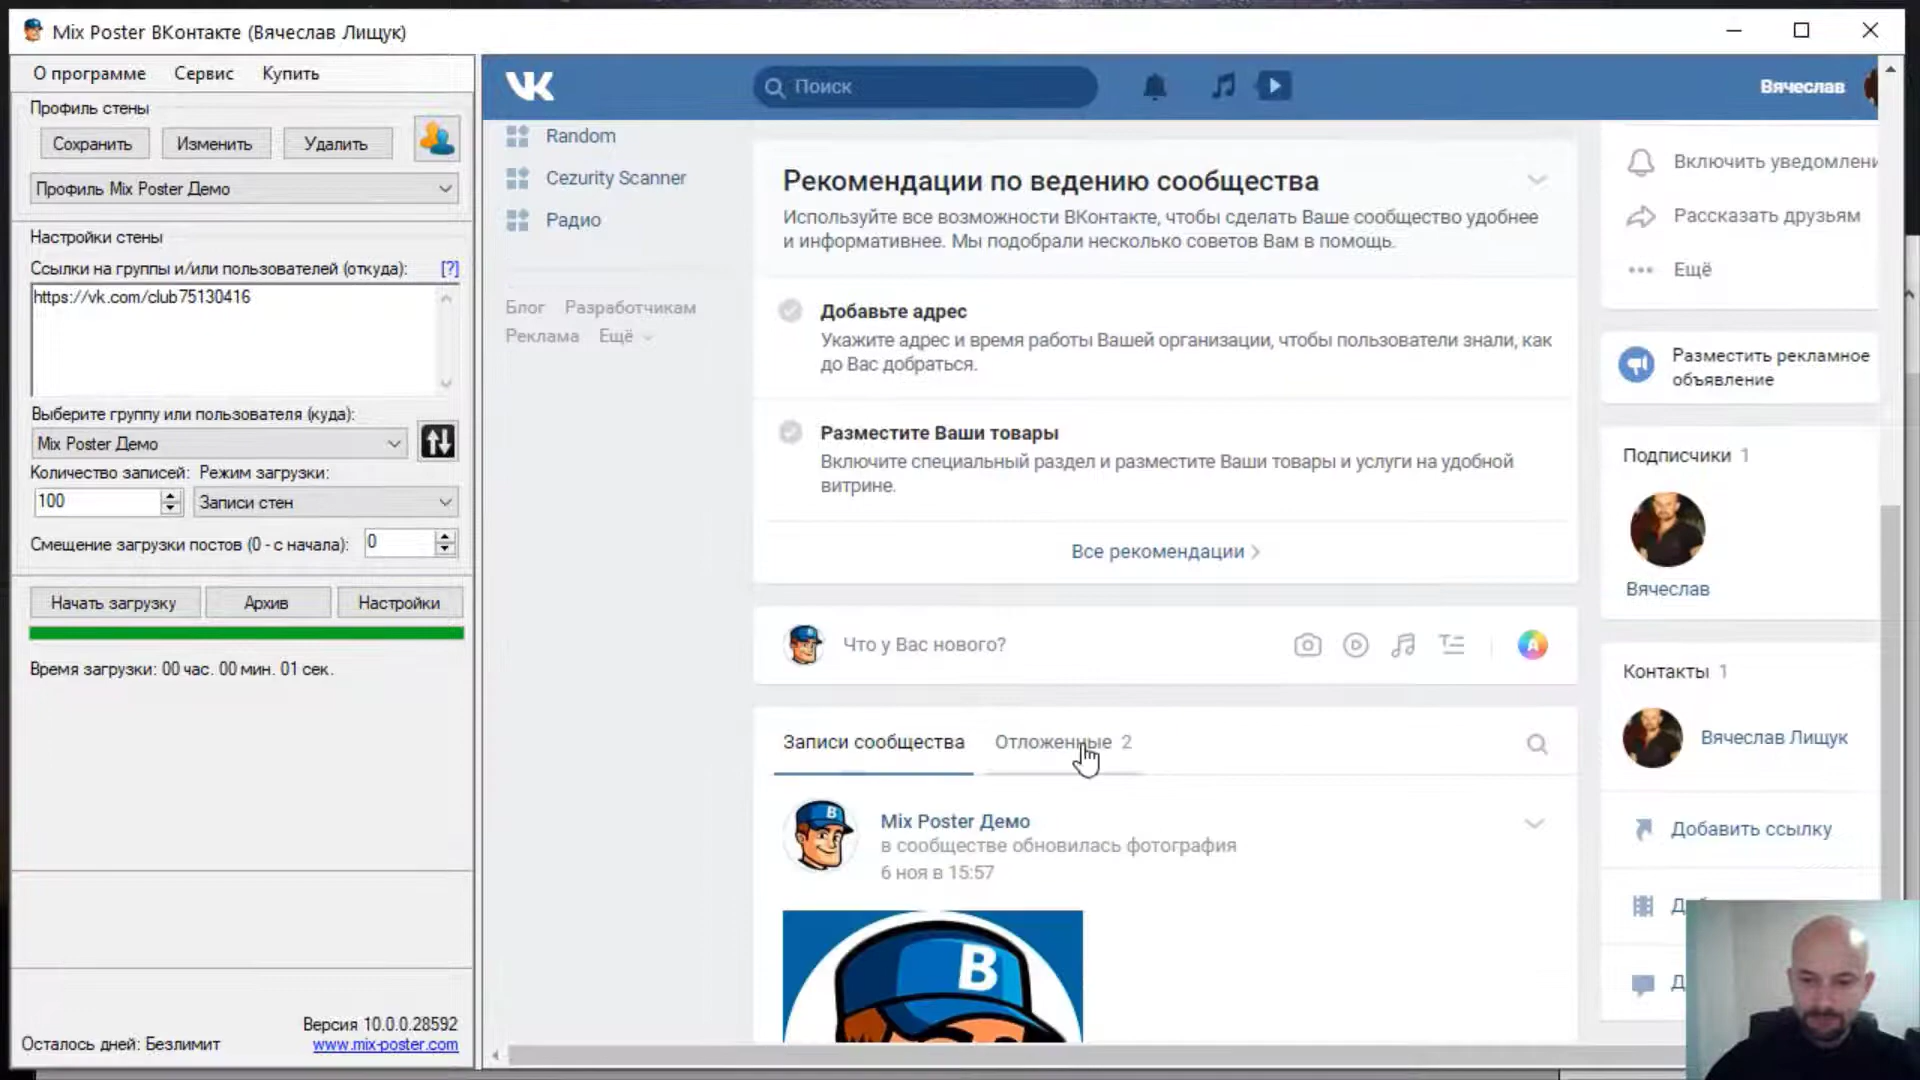 Mix Poster ВКонтакте (Вячеслав Лищук)
О программе Сервис Купить
Профиль стены
Сохранить Изменить Удалить
Профиль Mix Poster Демо
Настройки стены
Ссылки на группы и/или пользователей (откуда): [?]
https://vk.com/club75130416
Выберите группу или пользователя (куда):
Mix Poster Демо
Количество записей: Режим загрузки:
100 Записи стен
Смещение загрузки постов (0 - с начала): 0
Начать загрузку Архив Настройки
Время загрузки: 00 час. 00 мин. 01 сек.
Версия 10.0.0.28592
Осталось дней: Безлимит www.mix-poster.com
Поиск
Вячеслав
Random
Cezurity Scanner
Радио
Блог Разработчикам
Реклама Ещё
Рекомендации по ведению сообщества
Используйте все возможности ВКонтакте, чтобы сделать Ваше сообщество удобнее
и информативнее. Мы подобрали несколько советов Вам в помощь.
Добавьте адрес
Укажите адрес и время работы Вашей организации, чтобы пользователи знали, как
до Вас добраться.
Разместите Ваши товары
Включите специальный раздел и разместите Ваши товары и услуги на удобной
витрине.
Все рекомендации
Что у Вас нового?
Записи сообщества Отложенные 2
Mix Poster Демо
в сообществе обновилась фотография
6 ноя в 15:57
B
Включить уведомлени
Рассказать друзьям
Ещё
Разместить рекламное
объявление
Подписчики 1
Вячеслав
Контакты 1
Вячеслав Лищук
Добавить ссылку